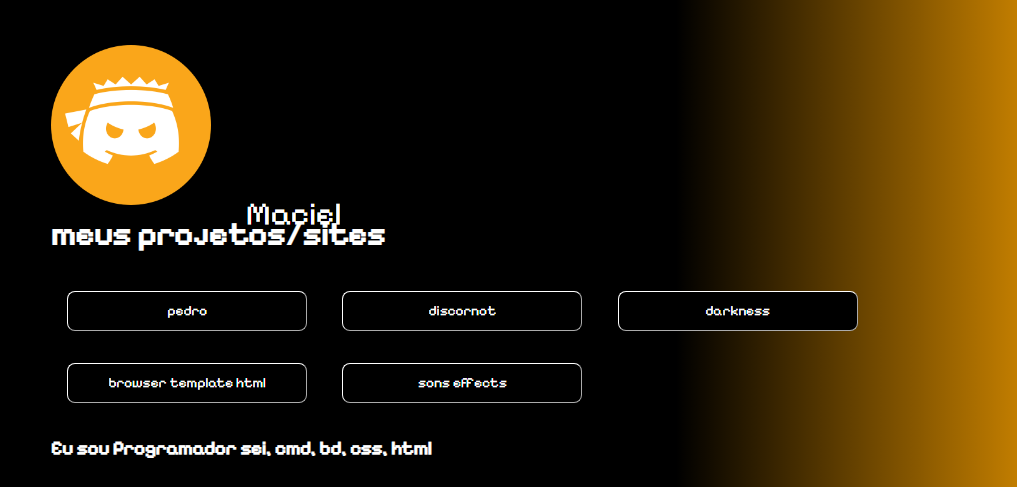 Maciel
meus projetos/sites
pedro
discornot
darkness
browser template html
sons effects
Eu sou Programador sei, cmd, bd, css, html